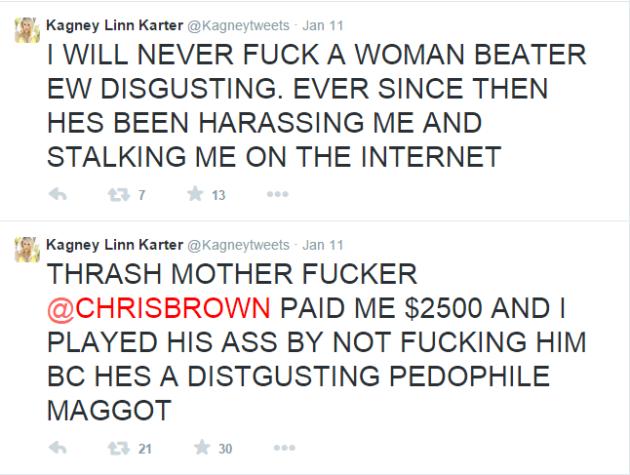 Kagney Linn Karter @Kagneytweets · Jan 11
I WILL NEVER FUCK A WOMAN BEATER
EW DISGUSTING. EVER SINCE THEN
HES BEEN HARASSING ME AND
STALKING ME ON THE INTERNET
7 13
Kagney Linn Karter @Kagneytweets · Jan 11
THRASH MOTHER FUCKER
@CHRISBROWN PAID ME $2500 AND I
PLAYED HIS ASS BY NOT FUCKING HIM
BC HES A DISTGUSTING PEDOPHILE
MAGGOT
21 30